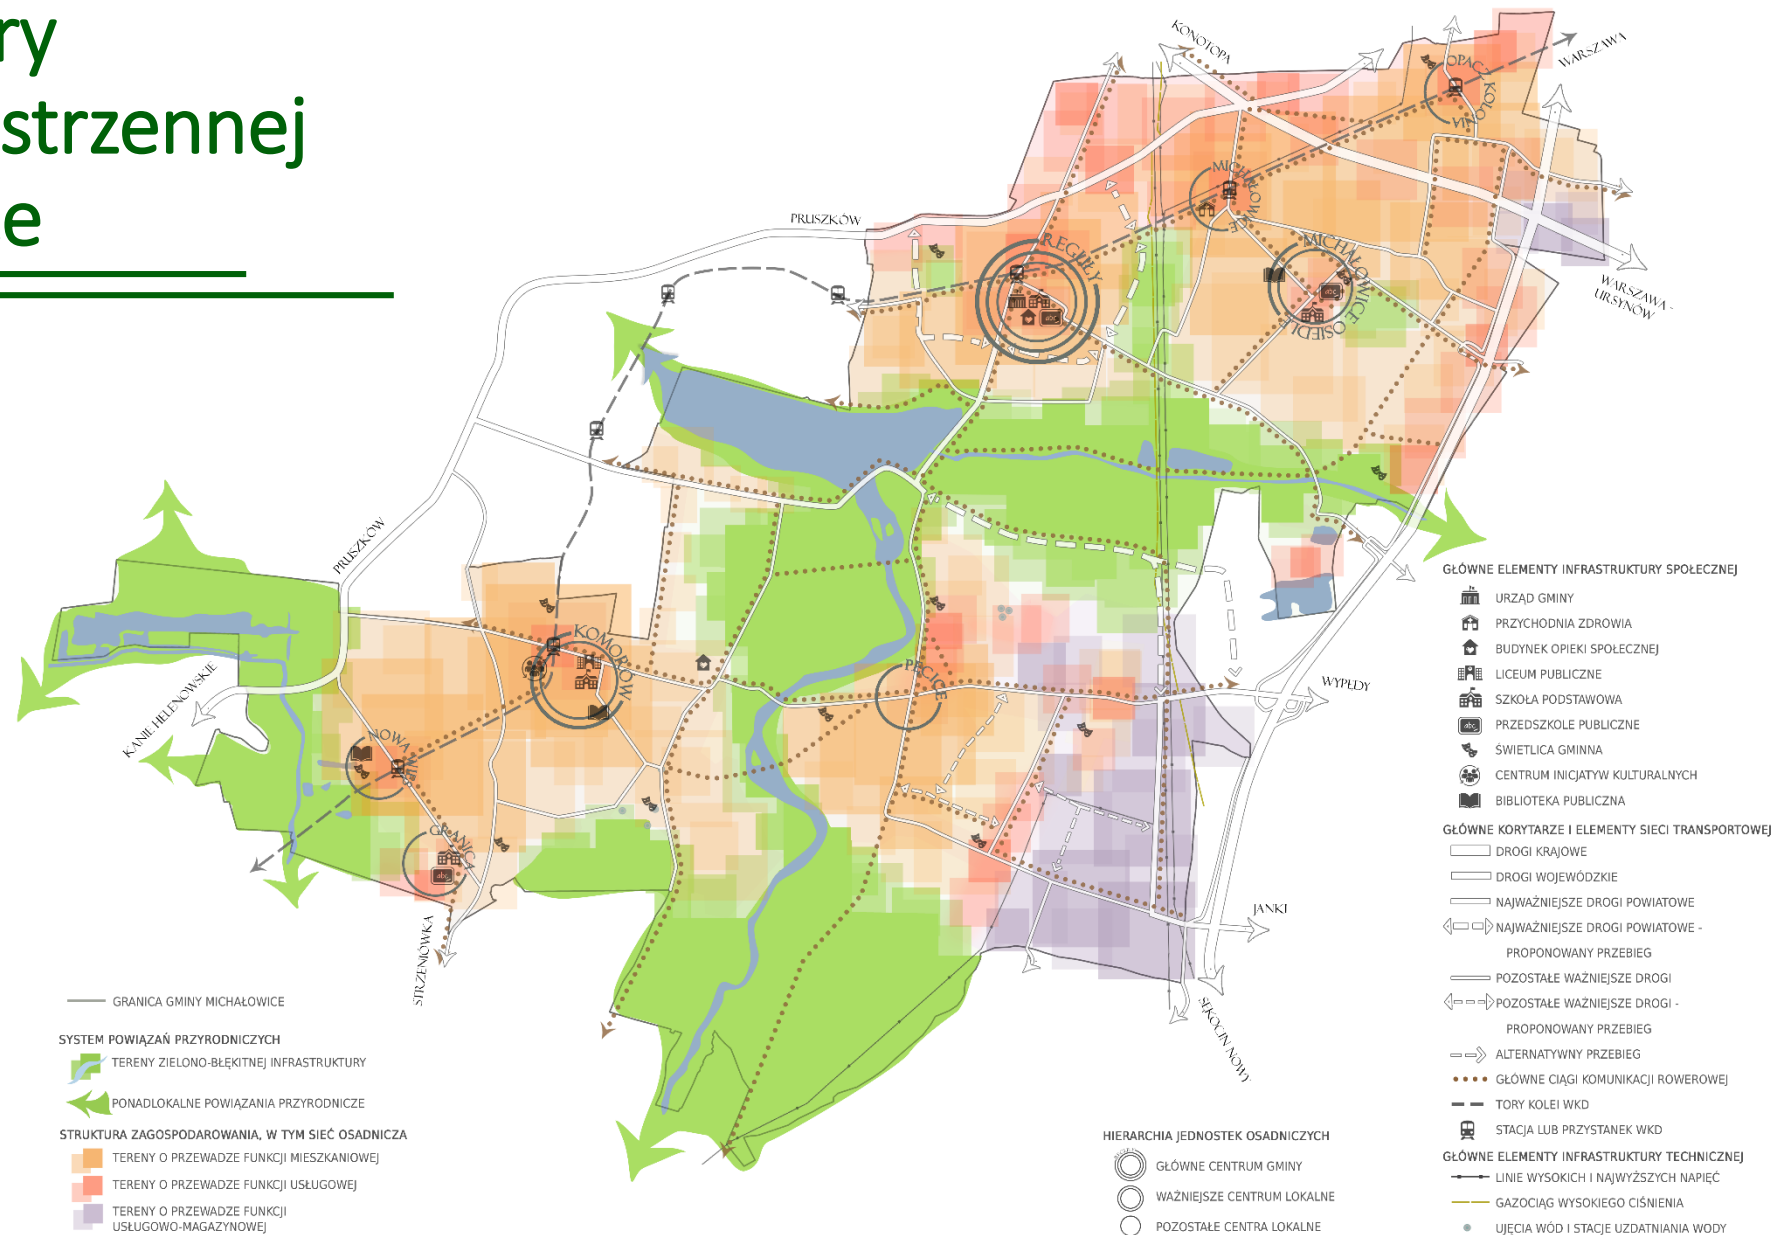 ry
strzennej
e
KONOTOPA
WARSZAWA
OPACZ KOLONIA
MICHAŁOWICE
PRUSZKÓW
REGUŁY
MICHAŁOWICE OSIEDLE
WARSZAWA -
URSYNÓW
PRUSZKÓW
KOMORÓW
PĘCICE
KANIE HELENOWSKIE
WYPĘDY
NOWA WIEŚ
GRANICA
JANKI
STRZENIÓWKA
SĘKOCIN NOWY
GRANICA GMINY MICHAŁOWICE
SYSTEM POWIĄZAŃ PRZYRODNICZYCH
TERENY ZIELONO-BŁĘKITNEJ INFRASTRUKTURY
PONADLOKALNE POWIĄZANIA PRZYRODNICZE
STRUKTURA ZAGOSPODAROWANIA, W TYM SIEĆ OSADNICZA
TERENY O PRZEWADZE FUNKCJI MIESZKANIOWEJ
TERENY O PRZEWADZE FUNKCJI USŁUGOWEJ
TERENY O PRZEWADZE FUNKCJI
USŁUGOWO-MAGAZYNOWEJ
HIERARCHIA JEDNOSTEK OSADNICZYCH
GŁÓWNE CENTRUM GMINY
WAŻNIEJSZE CENTRUM LOKALNE
POZOSTAŁE CENTRA LOKALNE
GŁÓWNE ELEMENTY INFRASTRUKTURY SPOŁECZNEJ
URZĄD GMINY
PRZYCHODNIA ZDROWIA
BUDYNEK OPIEKI SPOŁECZNEJ
LICEUM PUBLICZNE
SZKOŁA PODSTAWOWA
PRZEDSZKOLE PUBLICZNE
ŚWIETLICA GMINNA
CENTRUM INICJATYW KULTURALNYCH
BIBLIOTEKA PUBLICZNA
GŁÓWNE KORYTARZE I ELEMENTY SIECI TRANSPORTOWEJ
DROGI KRAJOWE
DROGI WOJEWÓDZKIE
NAJWAŻNIEJSZE DROGI POWIATOWE
NAJWAŻNIEJSZE DROGI POWIATOWE -
PROPONOWANY PRZEBIEG
POZOSTAŁE WAŻNIEJSZE DROGI
POZOSTAŁE WAŻNIEJSZE DROGI -
PROPONOWANY PRZEBIEG
ALTERNATYWNY PRZEBIEG
GŁÓWNE CIĄGI KOMUNIKACJI ROWEROWEJ
TORY KOLEI WKD
STACJA LUB PRZYSTANEK WKD
GŁÓWNE ELEMENTY INFRASTRUKTURY TECHNICZNEJ
LINIE WYSOKICH I NAJWYŻSZYCH NAPIĘĆ
GAZOCIĄG WYSOKIEGO CIŚNIENIA
UJĘCIA WÓD I STACJE UZDATNIANIA WODY